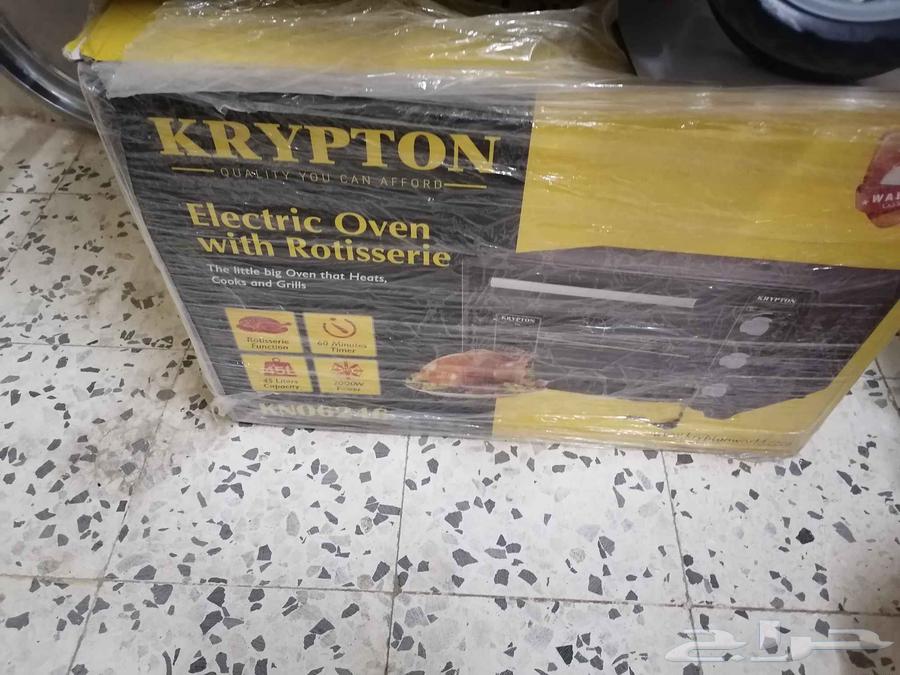 KRYPTON
QUALITY YOU CAN AFFORD
Electric Oven
with Rotisserie
The little big Oven that Heats,
Cooks and Grills
Rotisserie
Function
60 Minutes
Timer
45L
45 Liters
Capacity
2000W
Power
KRYPTON
KRYPTON
حراج